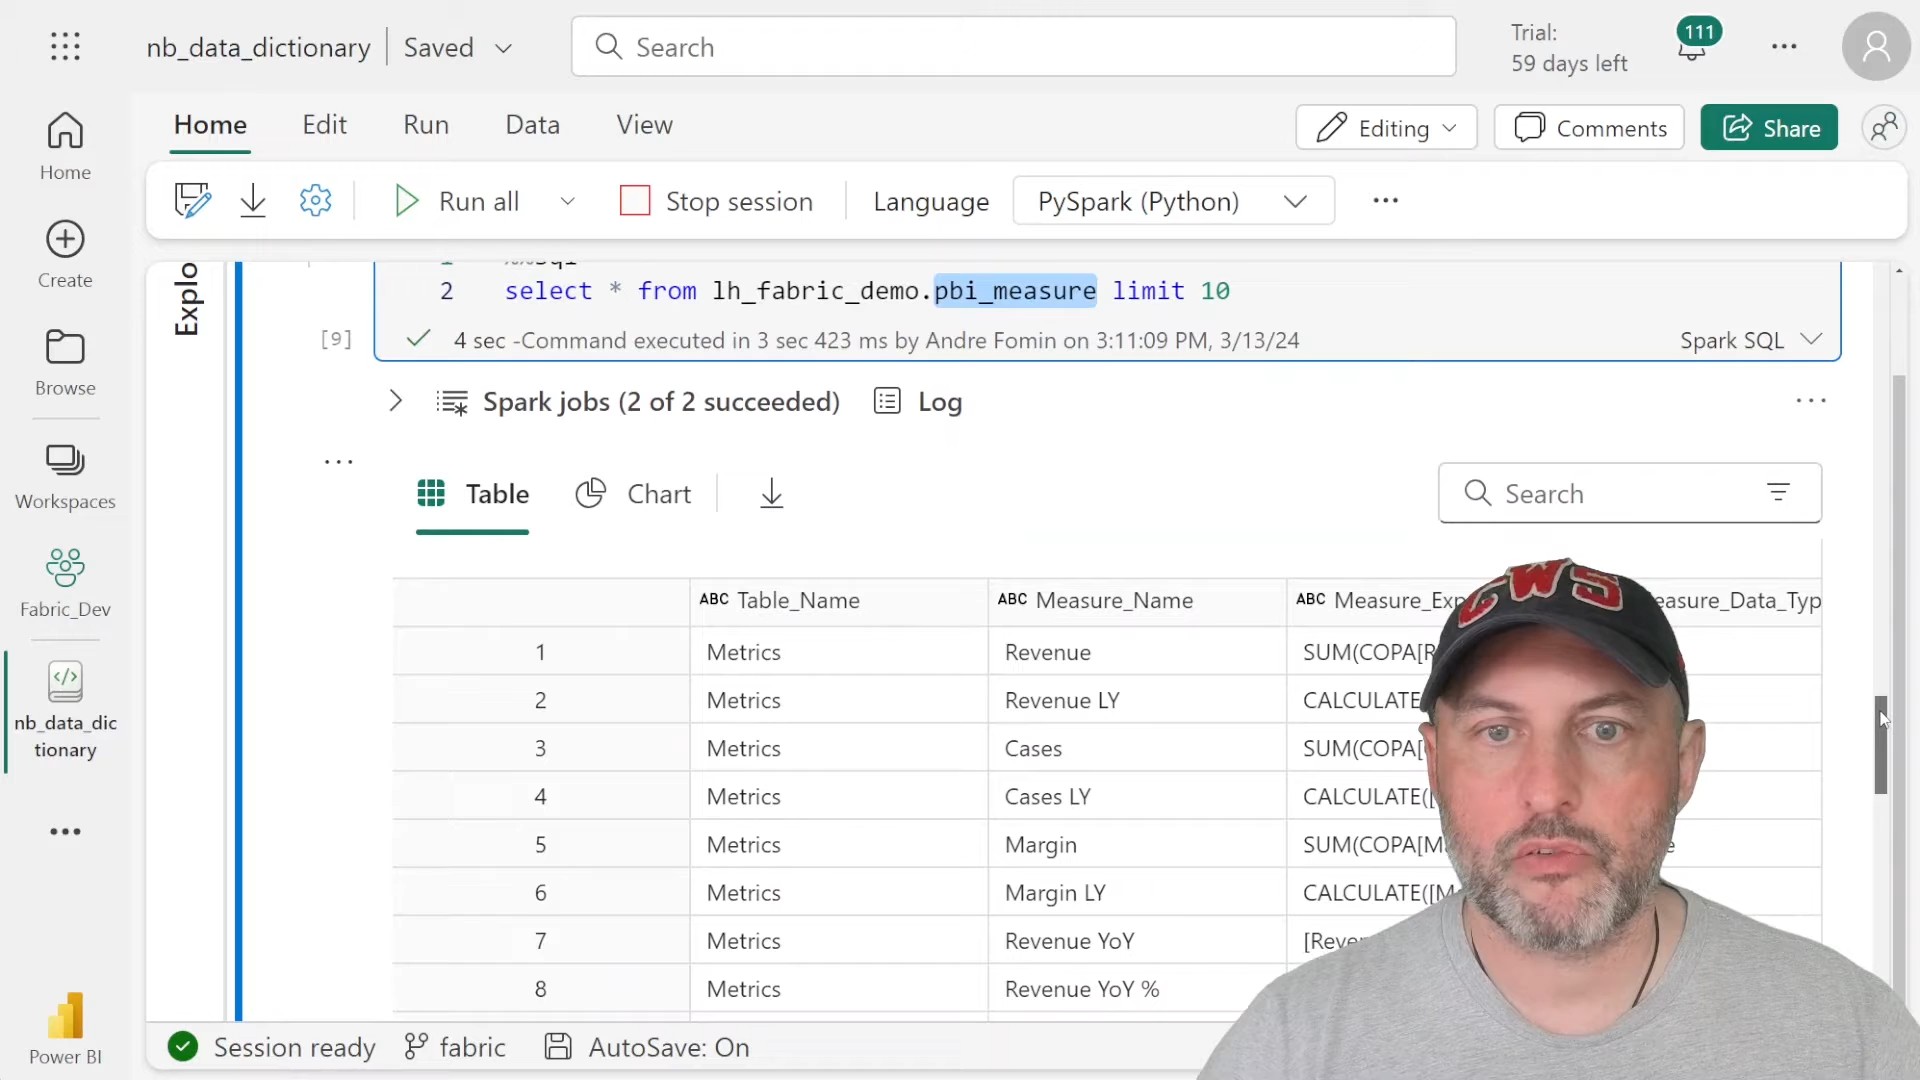 nb_data_dictionary
Saved
Search
Trial:
59 days left
111
Home
Edit
Run
Data
View
Editing
Comments
Share
Run all
Stop session
Language
PySpark (Python)
Home
Create
Browse
Workspaces
Fabric_Dev
nb_data_dic
tionary
Power BI
Explo
2 select * from lh_fabric_demo.pbi_measure limit 10
[9] 4 sec -Command executed in 3 sec 423 ms by Andre Fomin on 3:11:09 PM, 3/13/24 Spark SQL
Spark jobs (2 of 2 succeeded) Log
Table Chart Search
ABC Table_Name ABC Measure_Name ABC Measure_Exp easure_Data_Typ
1 Metrics Revenue SUM(COPA[R
2 Metrics Revenue LY CALCULATE
3 Metrics Cases SUM(COPA[
4 Metrics Cases LY CALCULATE([
5 Metrics Margin SUM(COPA[M
6 Metrics Margin LY CALCULATE([M
7 Metrics Revenue YoY [Rever
8 Metrics Revenue YoY %
CWS
Session ready
fabric
AutoSave: On